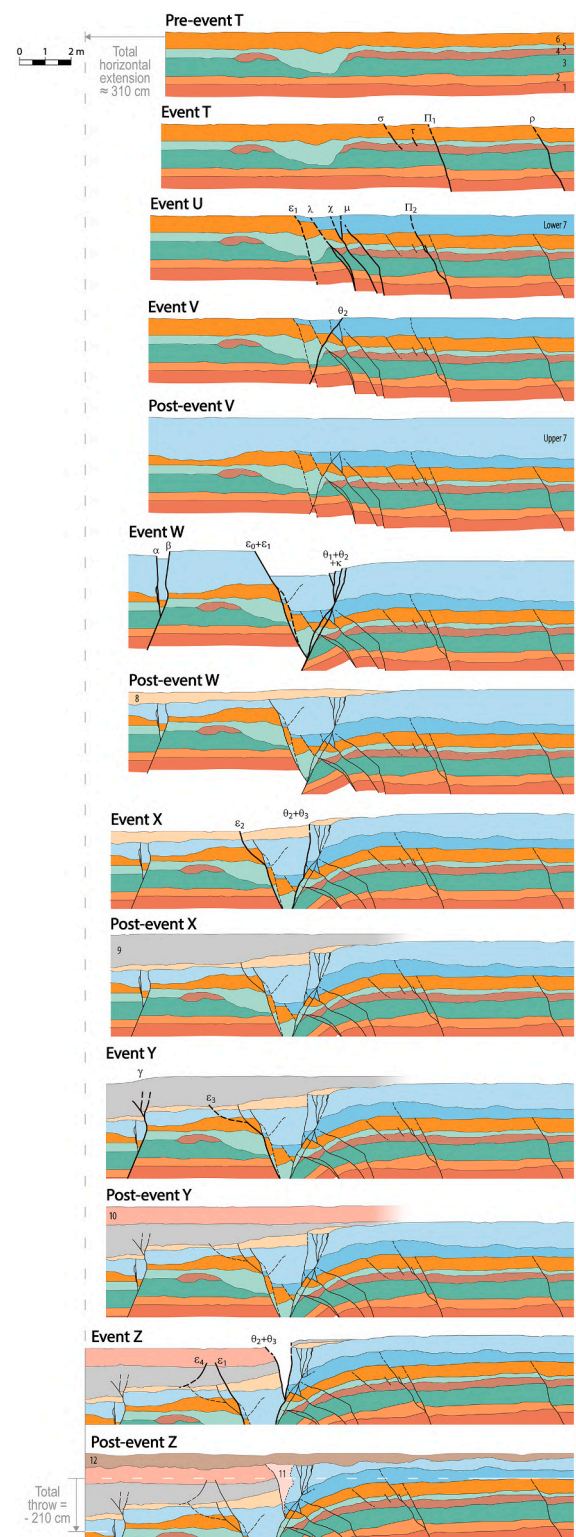 Pre-event T
0 1 2 m
Total
horizontal
extension
≈ 310 cm
6
5
4
3
2
1
Event T
σ τ Π1 ρ
Event U
ε1 λ χ μ Π2
Lower 7
Event V
θ2
Post-event V
Upper 7
Event W
α β ε0+ε1 θ1+θ2
+κ
Post-event W
8
Event X
ε2 θ2+θ3
Post-event X
9
Event Y
γ ε3
Post-event Y
10
Event Z
ε4 ε1 θ2+θ3
Post-event Z
12
11
Total
throw =
- 210 cm